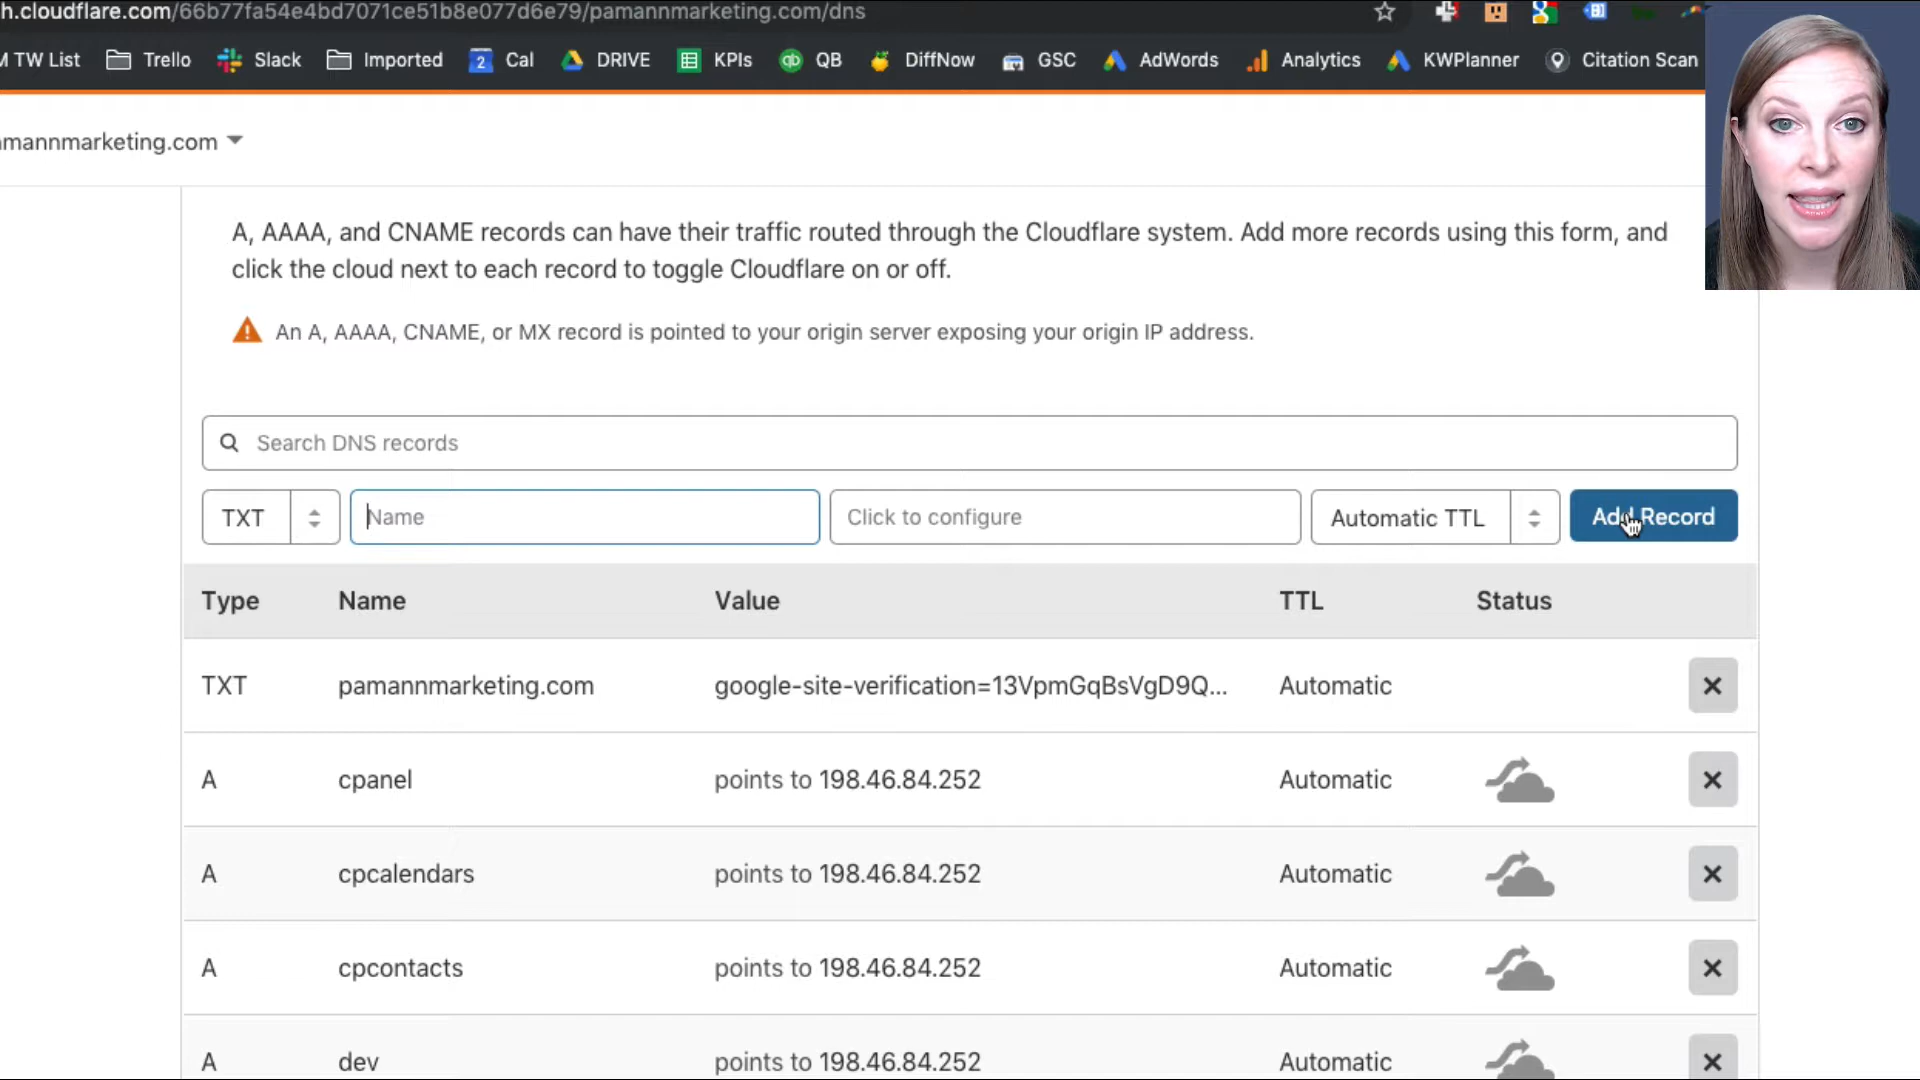 h.cloudflare.com/66b77fa54e4bd7071ce51b8e077d6e79/pamannmarketing.com/dns
M TW List Trello Slack Imported 2 Cal DRIVE KPIs qb QB DiffNow GSC AdWords Analytics KWPlanner Citation Scan
mannmarketing.com
A, AAAA, and CNAME records can have their traffic routed through the Cloudflare system. Add more records using this form, and
click the cloud next to each record to toggle Cloudflare on or off.
An A, AAAA, CNAME, or MX record is pointed to your origin server exposing your origin IP address.
Search DNS records
TXT Name Click to configure Automatic TTL Add Record
Type Name Value TTL Status
TXT pamannmarketing.com google-site-verification=13VpmGqBsVgD9Q... Automatic
A cpanel points to 198.46.84.252 Automatic
A cpcalendars points to 198.46.84.252 Automatic
A cpcontacts points to 198.46.84.252 Automatic
A dev points to 198.46.84.252 Automatic